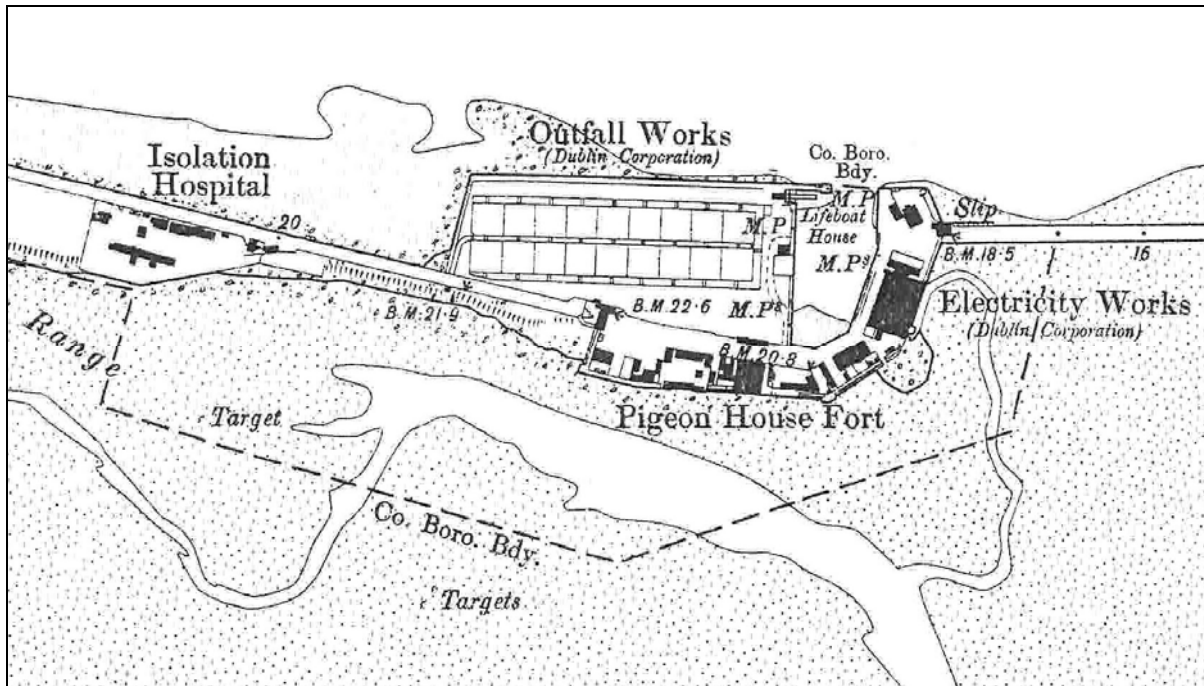 Outfall Works
(Dublin Corporation)
Co. Boro.
Bdy.
Isolation
Hospital
M.P.
Slip
Lifeboat
House
M.P.
20
B.M.18·5
16
M.Pˢ
B.M.21·9
B.M.22·6
M.Pˢ
Electricity Works
(Dublin Corporation)
Range
B.M.20·8
Target
Pigeon House Fort
Co. Boro. Bdy.
Targets